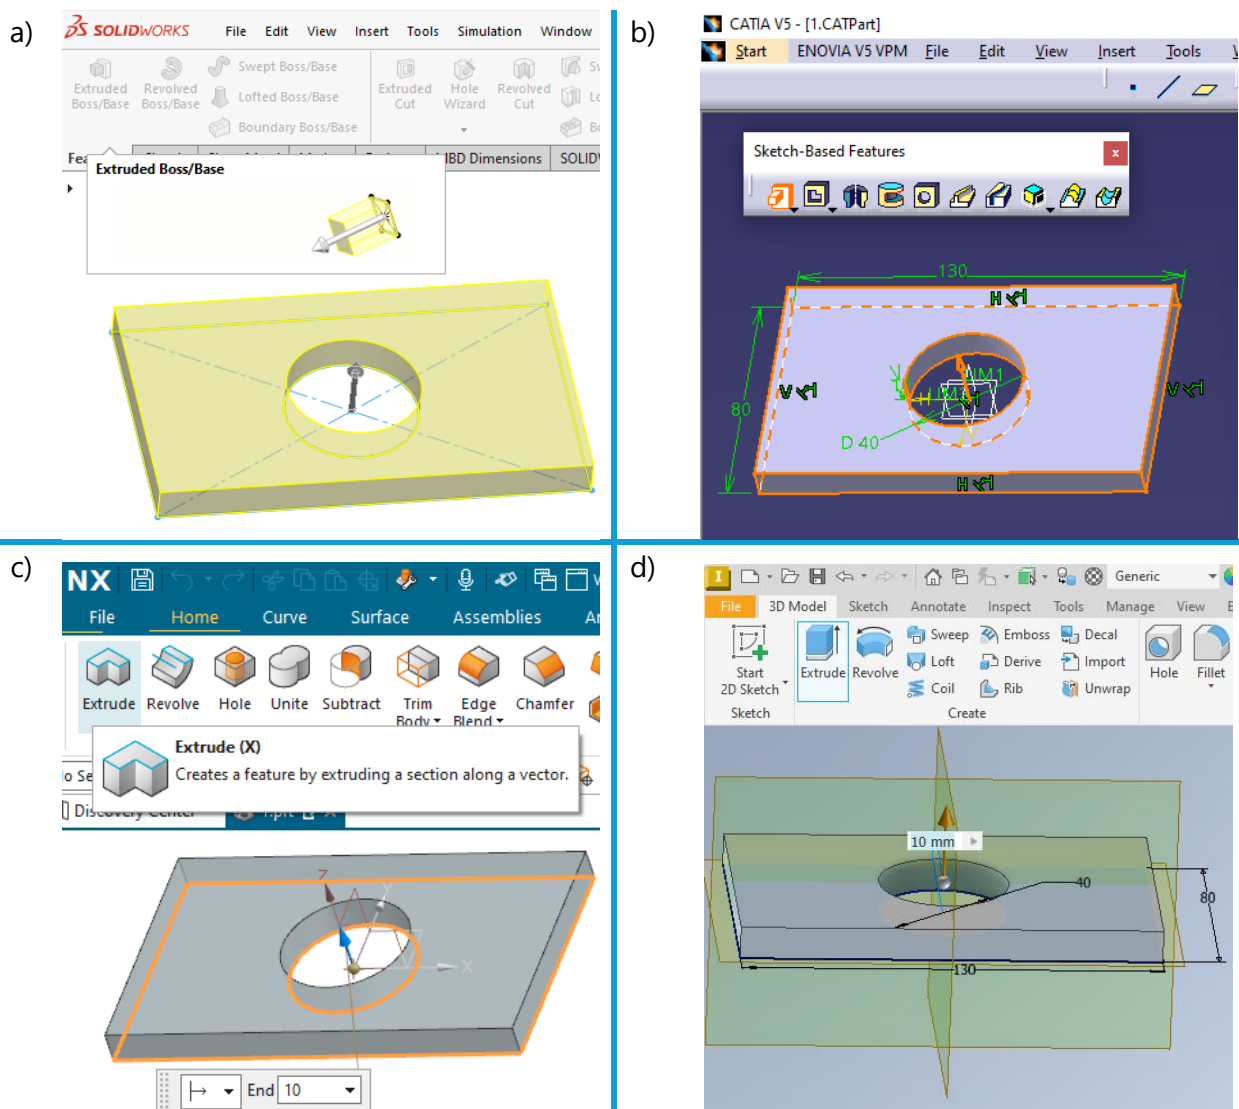 a)
SOLIDWORKS File Edit View Insert Tools Simulation Window
Extruded Boss/Base
Revolved Boss/Base
Swept Boss/Base
Lofted Boss/Base
Boundary Boss/Base
Extruded Cut
Hole Wizard
Revolved Cut
MBD Dimensions
Extruded Boss/Base
b)
CATIA V5 - [1.CATPart]
Start ENOVIA V5 VPM File Edit View Insert Tools
Sketch-Based Features
x
130
H
V
80
D 40
H
V
V
H
c)
NX
File Home Curve Surface Assemblies
Extrude Revolve Hole Unite Subtract Trim Body Edge Blend Chamfer
Extrude (X)
Creates a feature by extruding a section along a vector.
Discovery Center
Z
Y
X
End 10
d)
I
Generic
File 3D Model Sketch Annotate Inspect Tools Manage View
Start 2D Sketch
Extrude
Revolve
Sweep Emboss Decal
Loft Derive Import
Coil Rib Unwrap
Hole
Fillet
Sketch
Create
10 mm
40
80
130